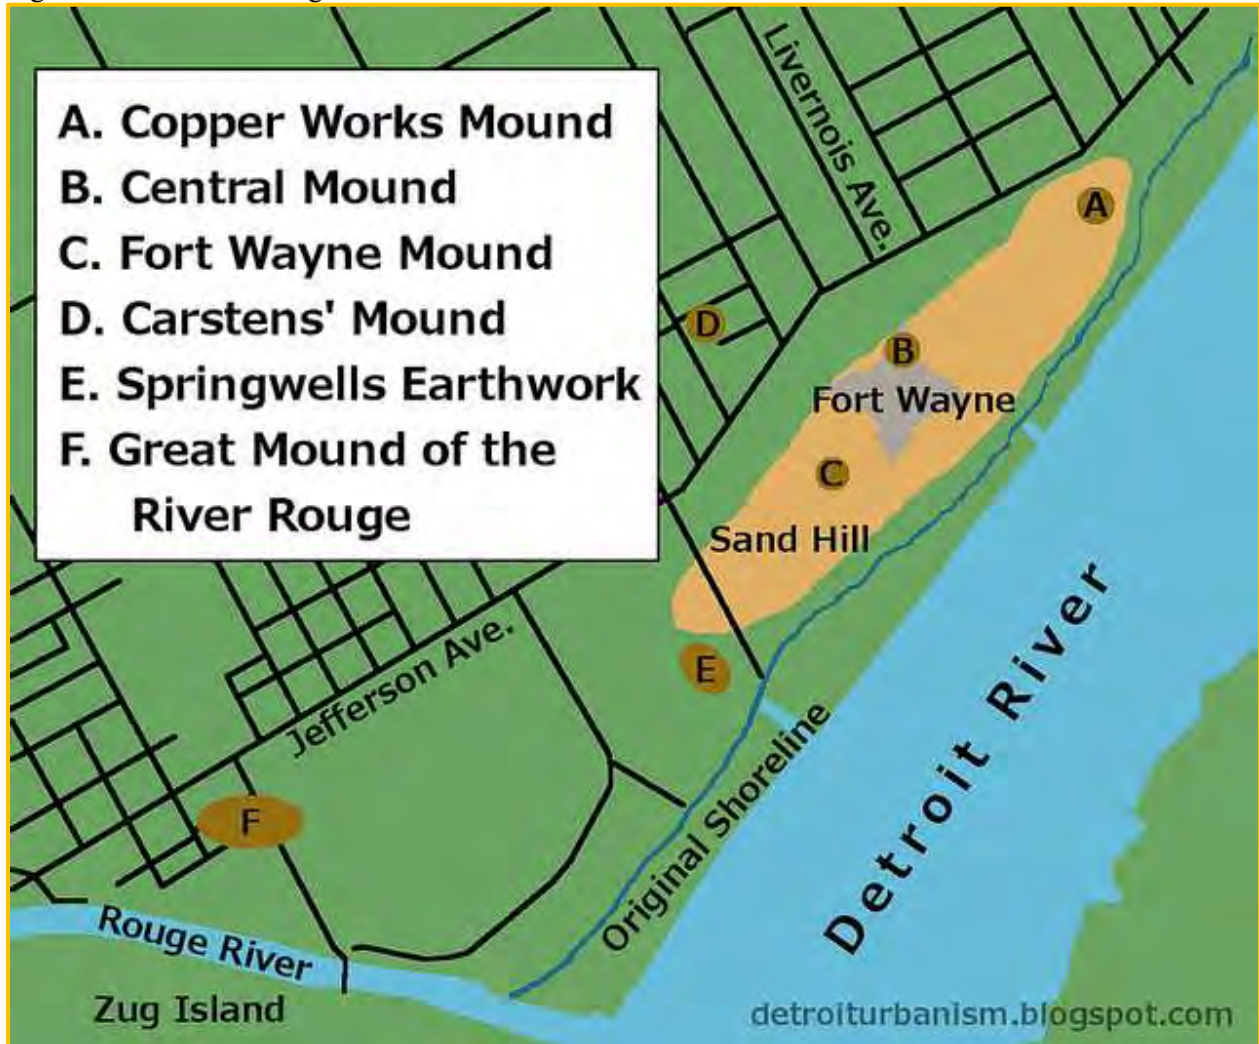 A. Copper Works Mound
B. Central Mound
C. Fort Wayne Mound
D. Carstens' Mound
E. Springwells Earthwork
F. Great Mound of the
River Rouge
Livernois Ave.
A
D
B
Fort Wayne
C
Sand Hill
E
Jefferson Ave.
Original Shoreline
Detroit River
F
Rouge River
Zug Island
detroiturbanism.blogspot.com